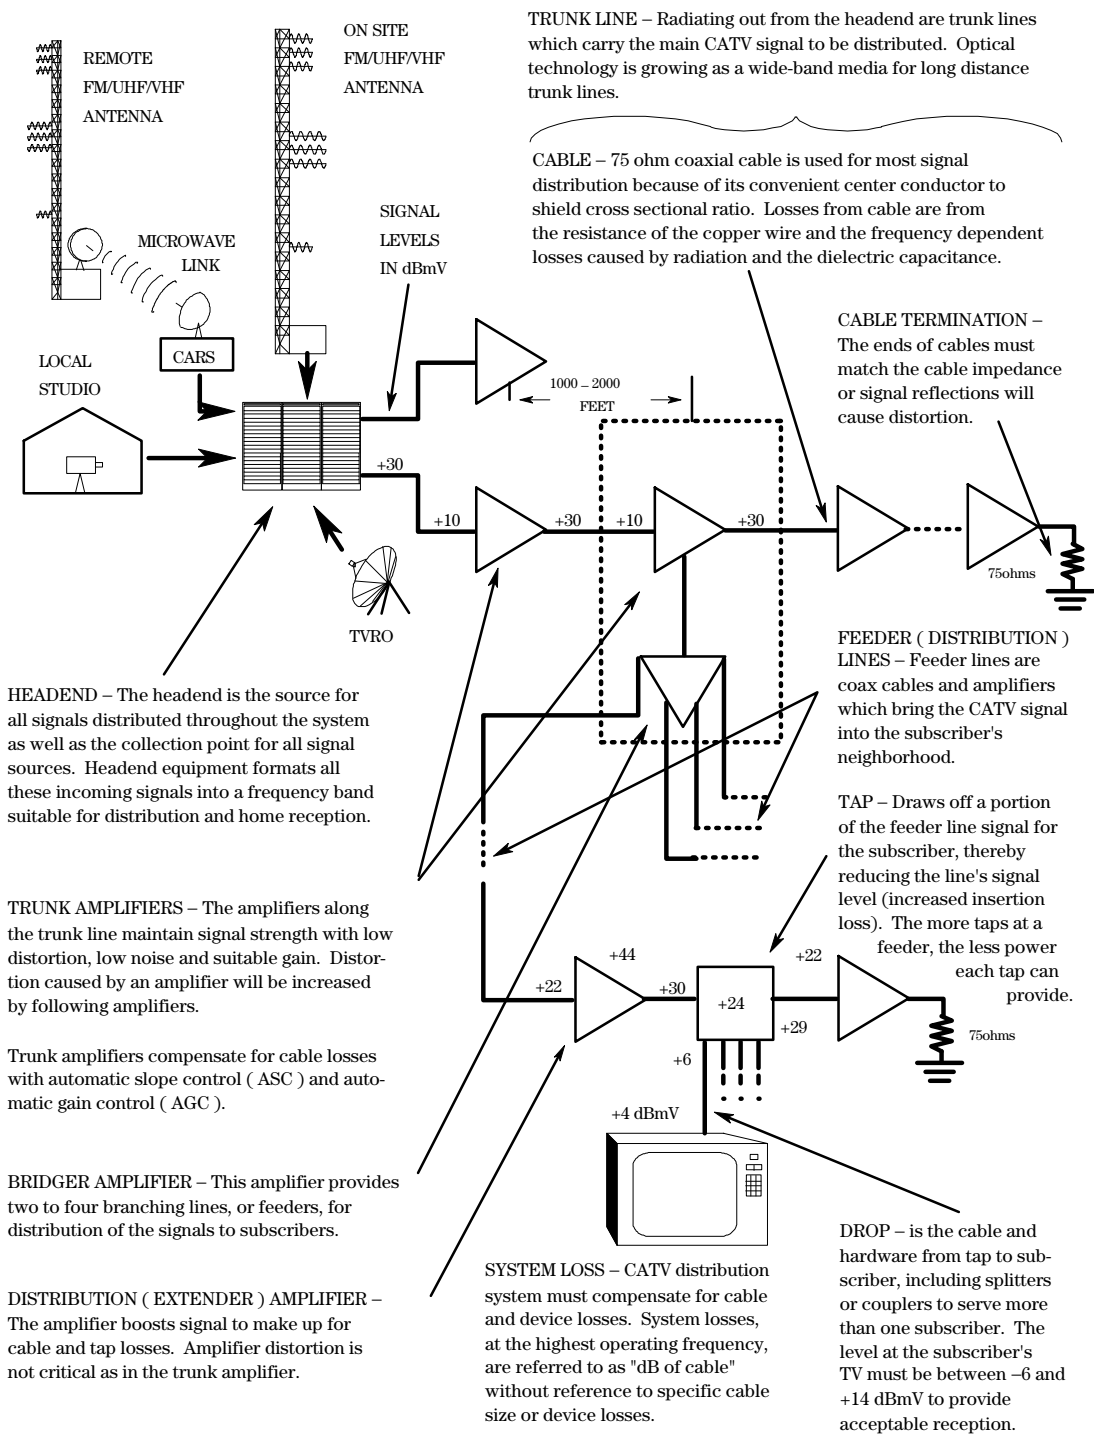 TRUNK LINE – Radiating out from the headend are trunk lines
which carry the main CATV signal to be distributed.  Optical
technology is growing as a wide-band media for long distance
trunk lines.
REMOTE
FM/UHF/VHF
ANTENNA
ON SITE
FM/UHF/VHF
ANTENNA
CABLE – 75 ohm coaxial cable is used for most signal
distribution because of its convenient center conductor to
shield cross sectional ratio.  Losses from cable are from
the resistance of the copper wire and the frequency dependent
losses caused by radiation and the dielectric capacitance.
MICROWAVE
LINK
SIGNAL
LEVELS
IN dBmV
CABLE TERMINATION –
The ends of cables must
match the cable impedance
or signal reflections will
cause distortion.
LOCAL
STUDIO
CARS
1000 – 2000
FEET
+30
+10
+30
+10
+30
75ohms
TVRO
HEADEND – The headend is the source for
all signals distributed throughout the system
as well as the collection point for all signal
sources.  Headend equipment formats all
these incoming signals into a frequency band
suitable for distribution and home reception.
FEEDER ( DISTRIBUTION )
LINES – Feeder lines are
coax cables and amplifiers
which bring the CATV signal
into the subscriber's
neighborhood.
TAP – Draws off a portion
of the feeder line signal for
the subscriber, thereby
reducing the line's signal
level (increased insertion
loss).  The more taps at a
feeder, the less power
each tap can
provide.
TRUNK AMPLIFIERS – The amplifiers along
the trunk line maintain signal strength with low
distortion, low noise and suitable gain.  Distor-
tion caused by an amplifier will be increased
by following amplifiers.
Trunk amplifiers compensate for cable losses
with automatic slope control ( ASC ) and auto-
matic gain control ( AGC ).
+22
+44
+30
+24
+22
+29
+6
75ohms
+4 dBmV
BRIDGER AMPLIFIER – This amplifier provides
two to four branching lines, or feeders, for
distribution of the signals to subscribers.
DISTRIBUTION ( EXTENDER ) AMPLIFIER –
The amplifier boosts signal to make up for
cable and tap losses.  Amplifier distortion is
not critical as in the trunk amplifier.
SYSTEM LOSS – CATV distribution
system must compensate for cable
and device losses.  System losses,
at the highest operating frequency,
are referred to as "dB of cable"
without reference to specific cable
size or device losses.
DROP – is the cable and
hardware from tap to sub-
scriber, including splitters
or couplers to serve more
than one subscriber.  The
level at the subscriber's
TV must be between –6 and
+14 dBmV to provide
acceptable reception.